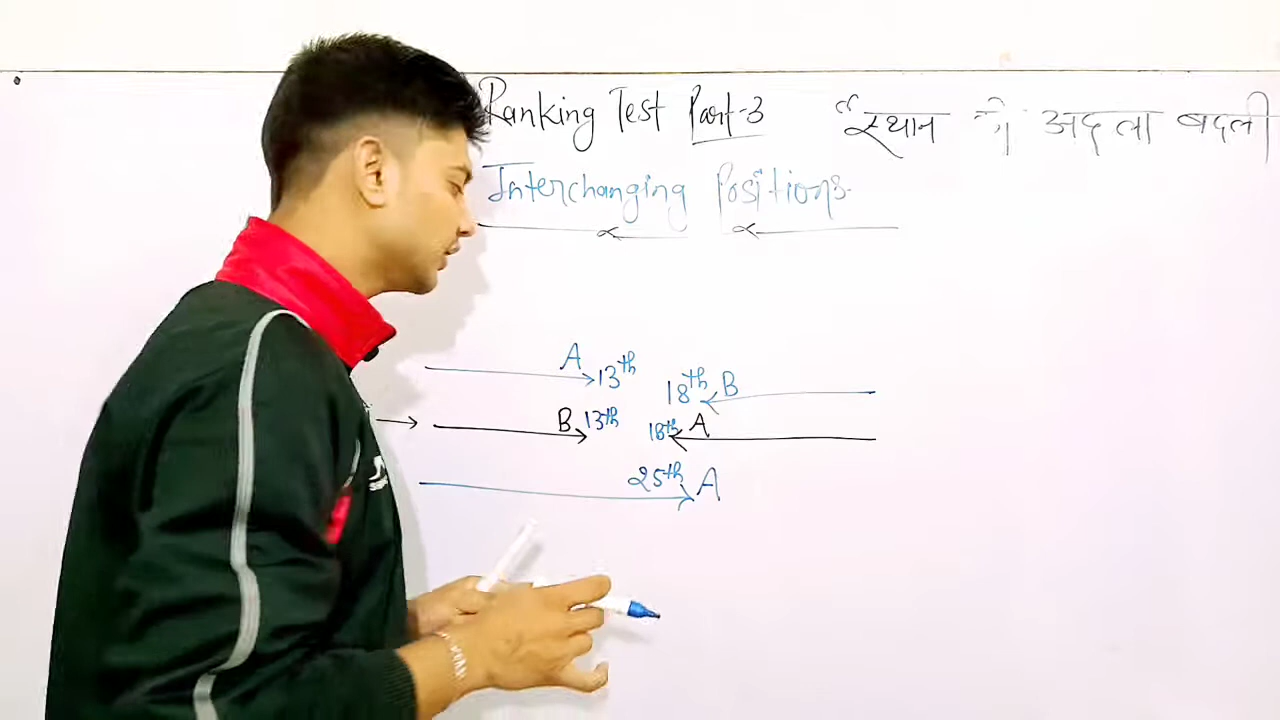 Ranking Test Part-3 "स्थान की अदला बदली
Interchanging Positions
A 13th 18th B
B 13th 18th A
25th A